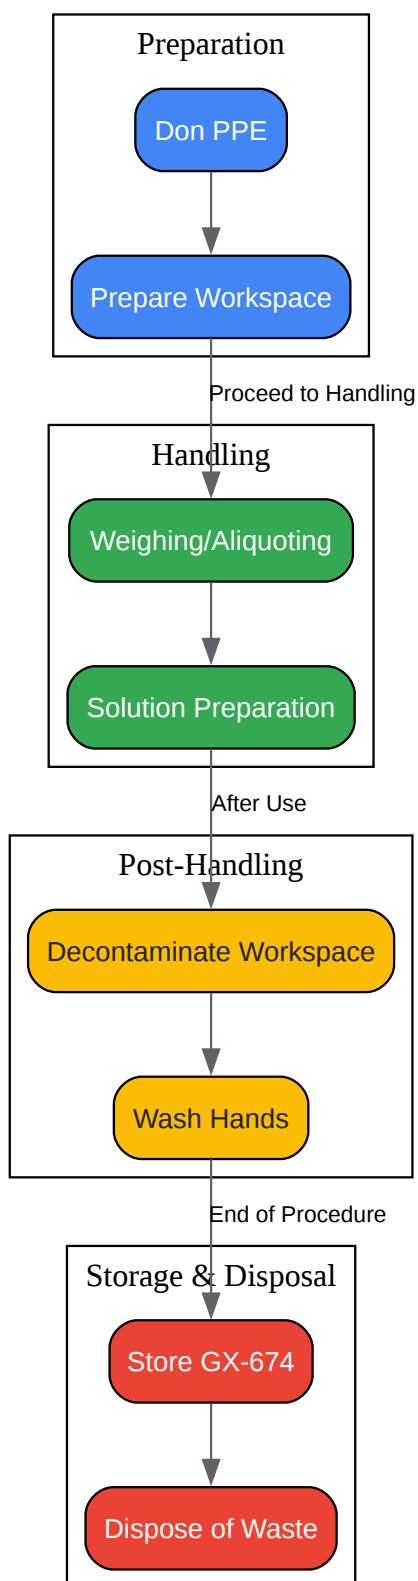 Preparation
Don PPE
Prepare Workspace
Proceed to Handling
Handling
Weighing/Aliquoting
Solution Preparation
After Use
Post-Handling
Decontaminate Workspace
Wash Hands
End of Procedure
Storage & Disposal
Store GX-674
Dispose of Waste